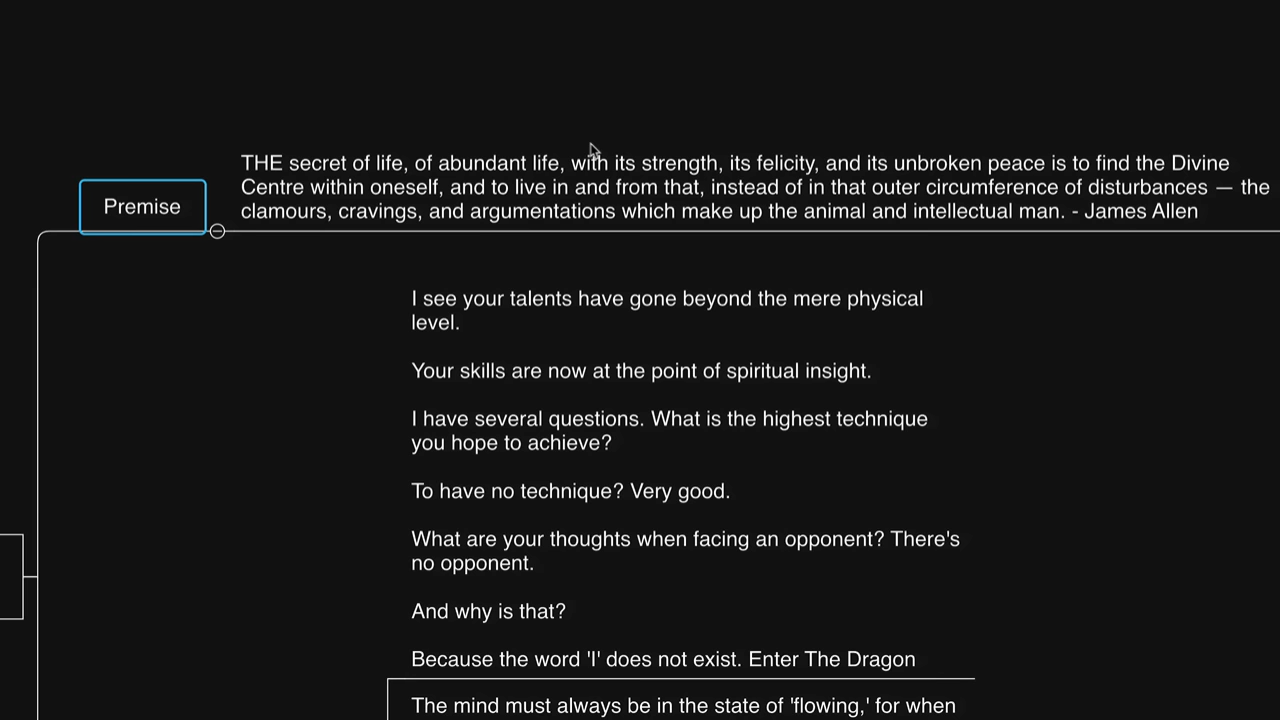 Premise
THE secret of life, of abundant life, with its strength, its felicity, and its unbroken peace is to find the Divine
Centre within oneself, and to live in and from that, instead of in that outer circumference of disturbances — the
clamours, cravings, and argumentations which make up the animal and intellectual man. - James Allen
I see your talents have gone beyond the mere physical
level.
Your skills are now at the point of spiritual insight.
I have several questions. What is the highest technique
you hope to achieve?
To have no technique? Very good.
What are your thoughts when facing an opponent? There's
no opponent.
And why is that?
Because the word 'I' does not exist. Enter The Dragon
The mind must always be in the state of 'flowing,' for when